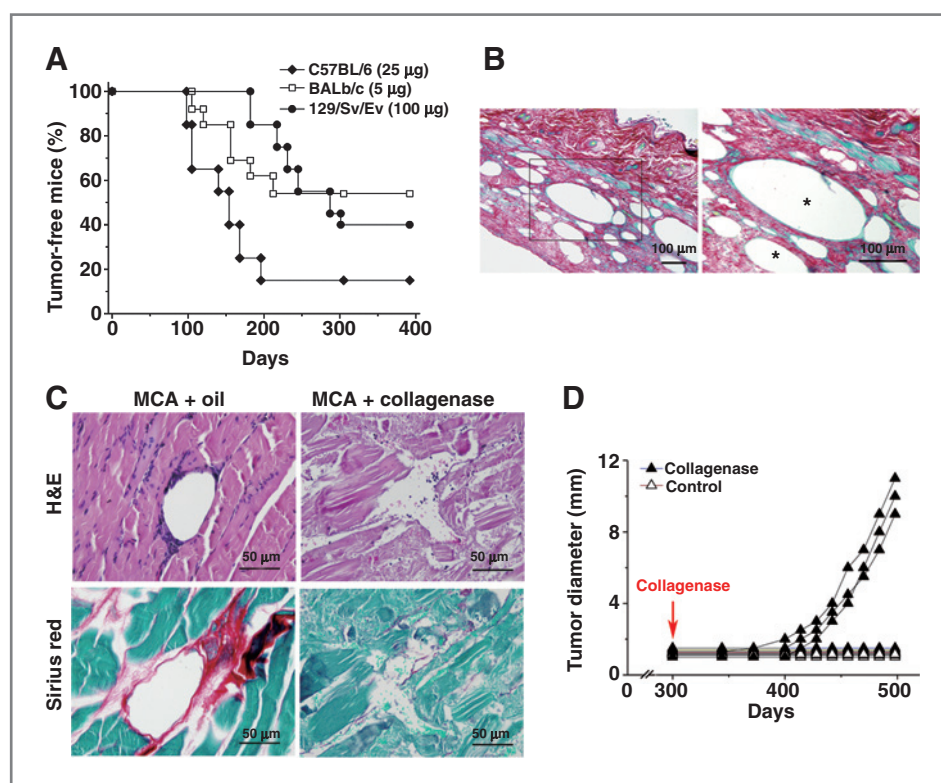 A
C57BL/6 (25 μg)
BALb/c (5 μg)
129/Sv/Ev (100 μg)
Tumor-free mice (%)
100
80
60
40
20
0
0 100 200 300 400
Days
B
*
*
100 μm
100 μm
C
MCA + oil
MCA + collagenase
H&E
50 μm
50 μm
Sirius red
50 μm
50 μm
D
Collagenase
Control
Collagenase
Tumor diameter (mm)
12
8
4
0
0 300 400 500
Days